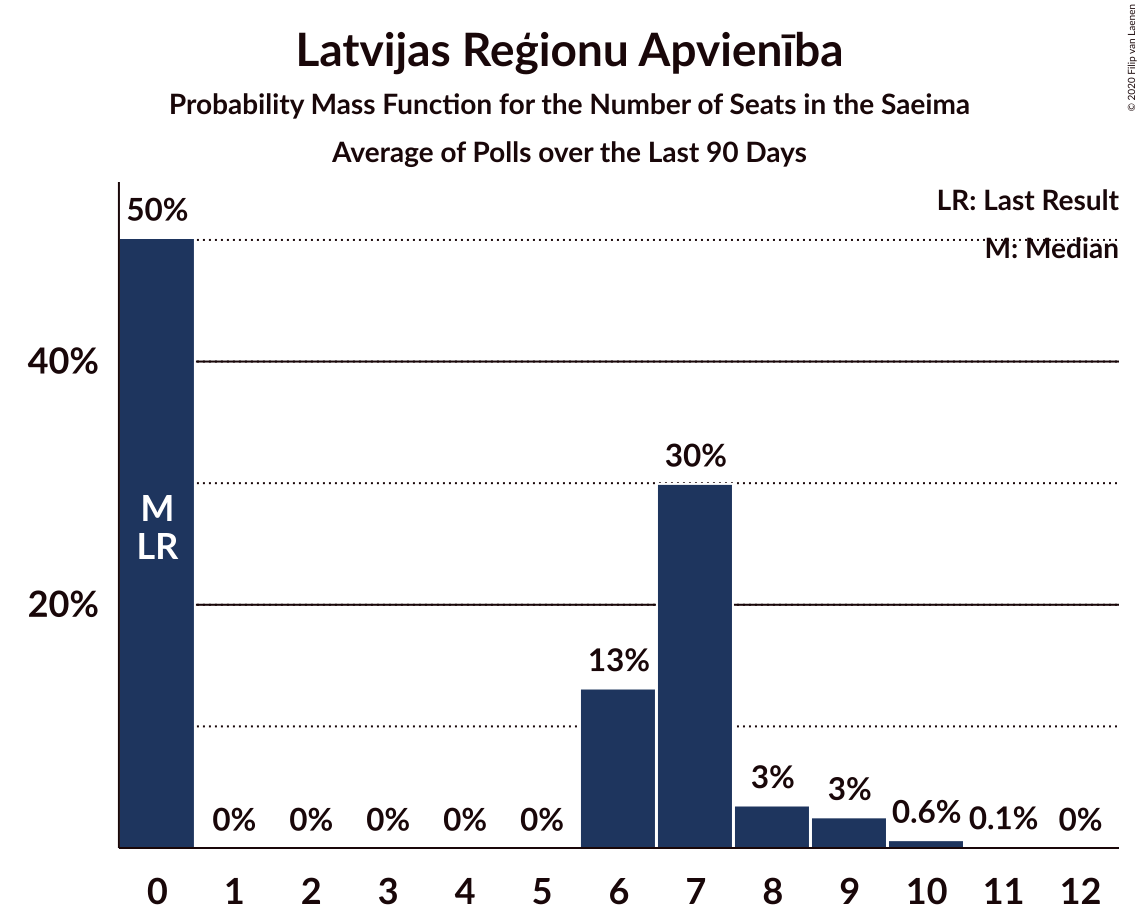 Latvijas Reģionu Apvienība
Probability Mass Function for the Number of Seats in the Saeima
Average of Polls over the Last 90 Days
© 2020 Filip van Laenen
LR: Last Result
M: Median
50%
40%
30%
20%
13%
3%
3%
0.6%
0.1%
0%
0%
0%
0%
0%
0%
M
LR
0 1 2 3 4 5 6 7 8 9 10 11 12